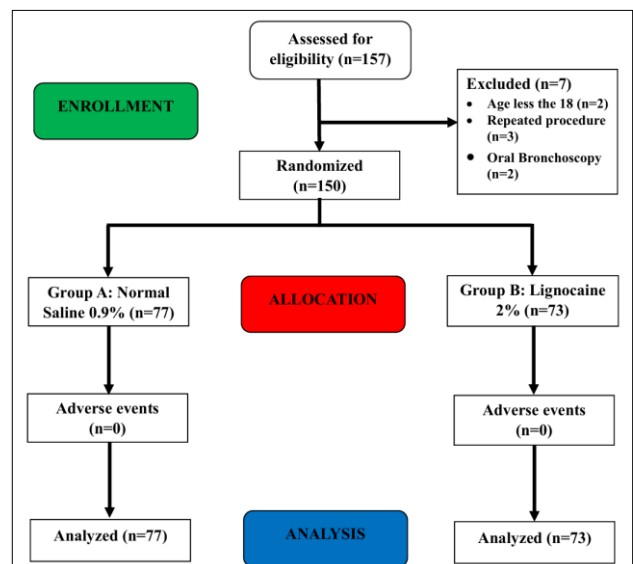 Assessed for
eligibility (n=157)
ENROLLMENT
Excluded (n=7)
• Age less the 18 (n=2)
• Repeated procedure
(n=3)
• Oral Bronchoscopy
(n=2)
Randomized
(n=150)
Group A: Normal
Saline 0.9% (n=77)
ALLOCATION
Group B: Lignocaine
2% (n=73)
Adverse events
(n=0)
Adverse events
(n=0)
Analyzed (n=77)
ANALYSIS
Analyzed (n=73)